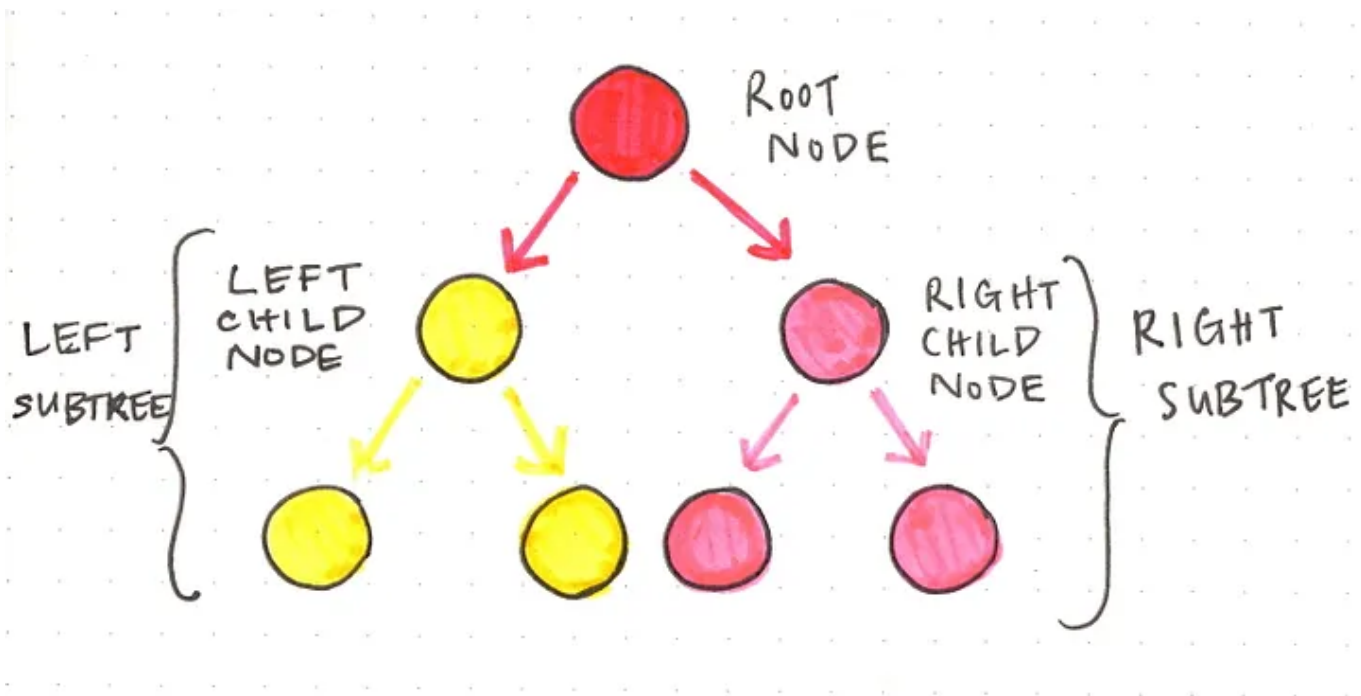 ROOT
NODE
LEFT
SUBTREE
LEFT
CHILD
NODE
RIGHT
CHILD
NODE
RIGHT
SUBTREE